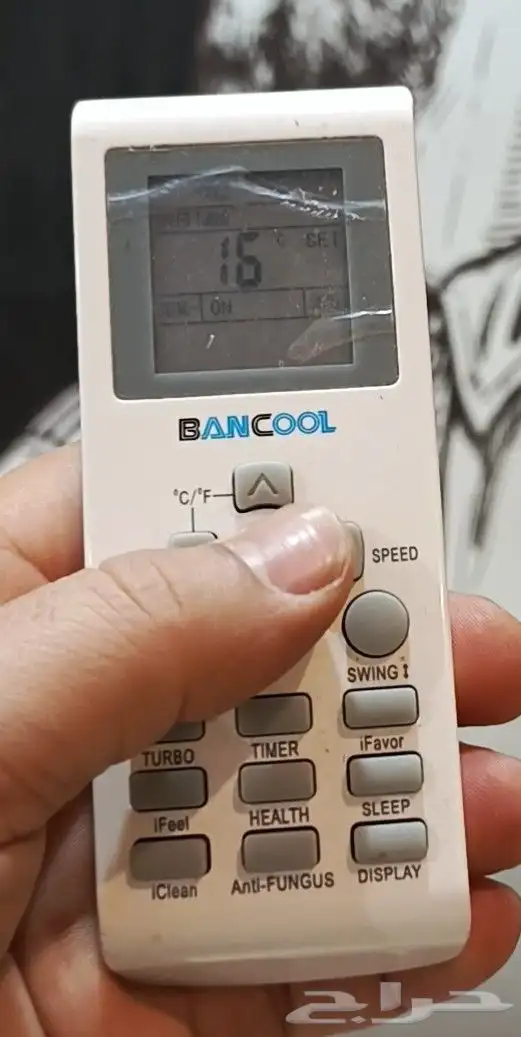 16 °C SET
ON
BANCOOL
°C/°F
SPEED
SWING
TURBO TIMER iFavor
iFeel HEALTH SLEEP
iClean Anti-FUNGUS DISPLAY
حراج